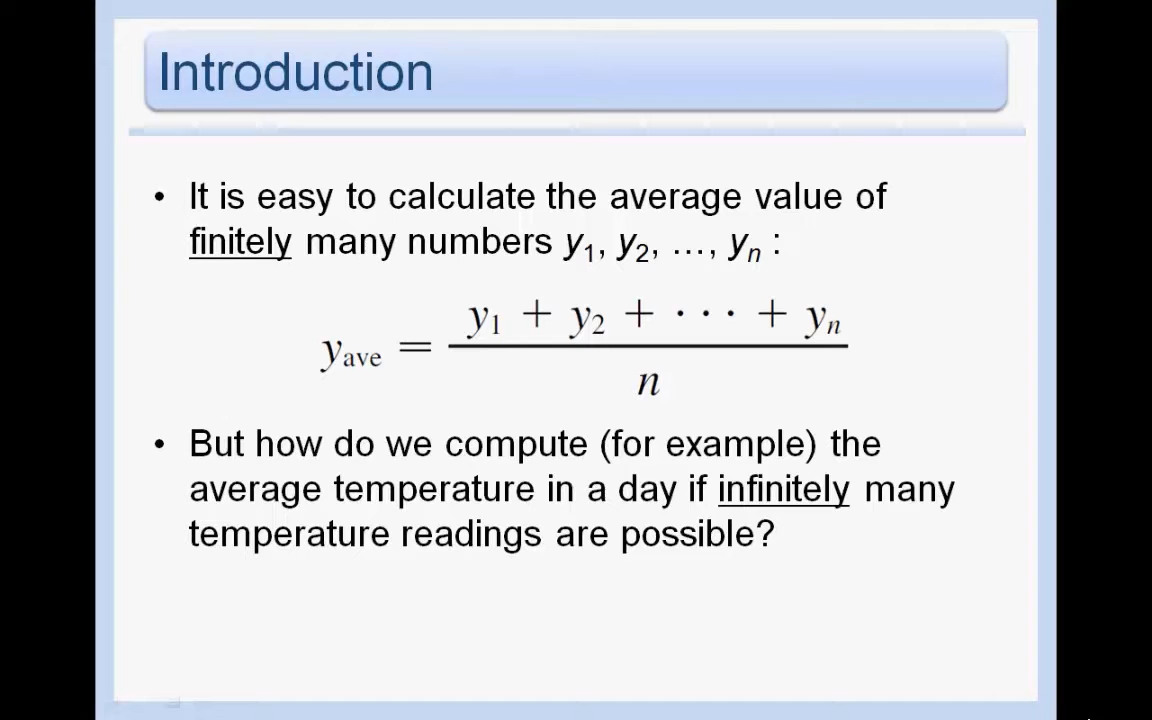 Introduction
• It is easy to calculate the average value of
finitely many numbers y₁, y₂, …, yₙ :
y_ave = (y₁ + y₂ + · · · + yₙ) / n
• But how do we compute (for example) the
average temperature in a day if infinitely many
temperature readings are possible?